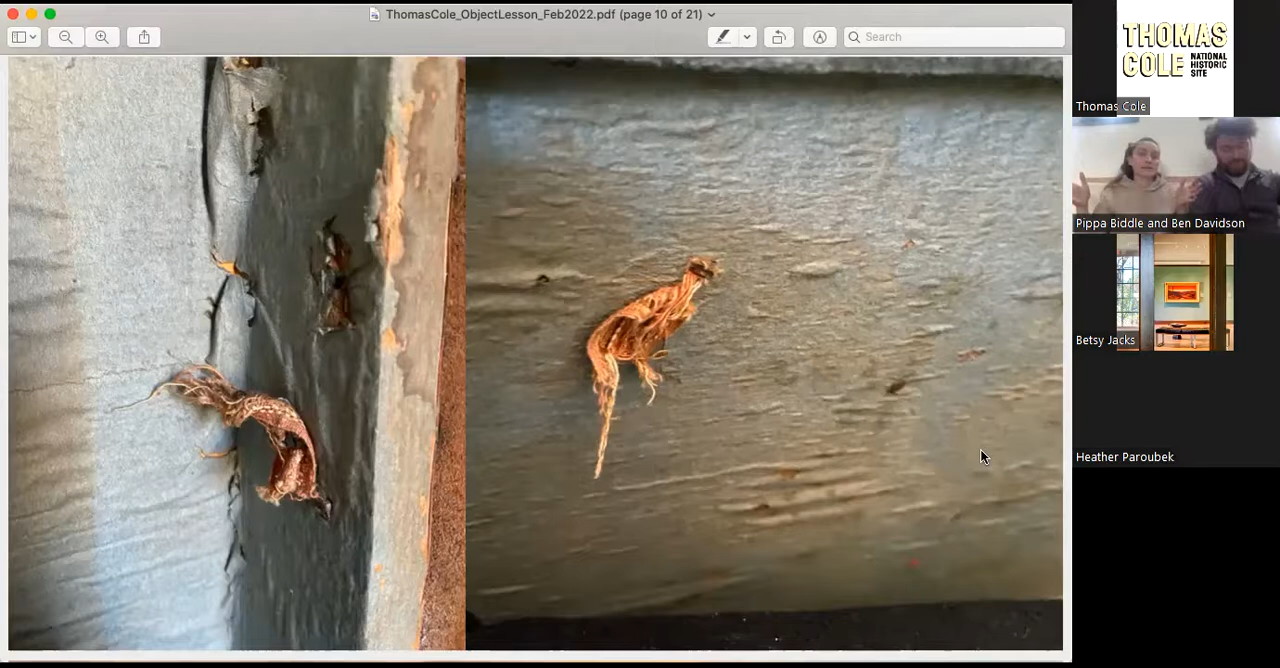 ThomasCole_ObjectLesson_Feb2022.pdf (page 10 of 21)
Search
THOMAS
COLE NATIONAL
HISTORIC
SITE
Thomas Cole
Pippa Biddle and Ben Davidson
Betsy Jacks
Heather Paroubek